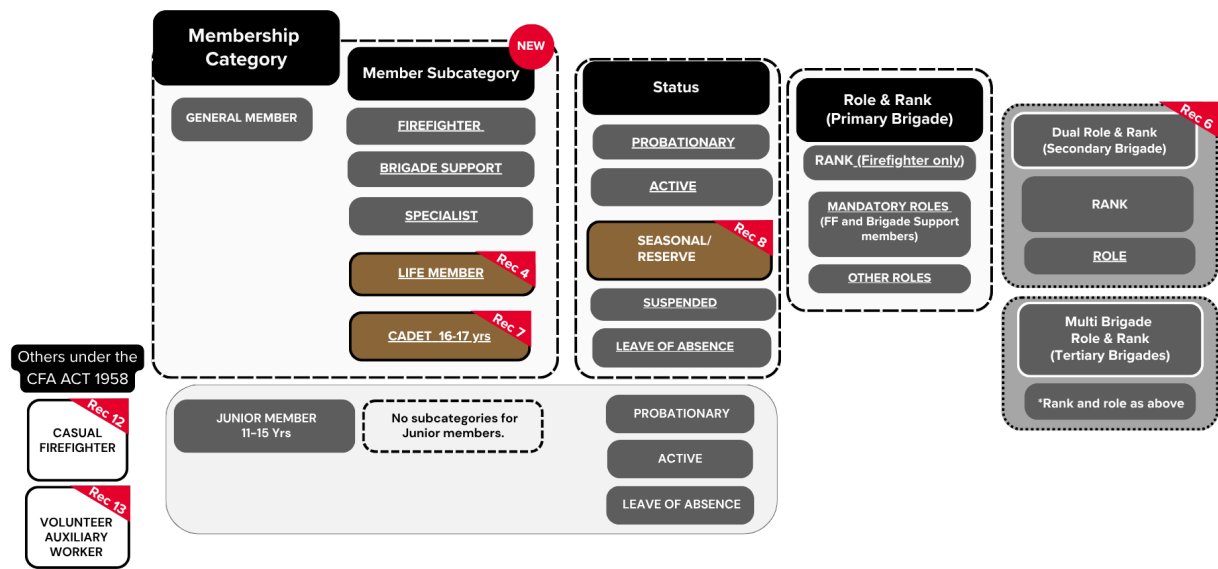 Membership
Category
NEW
Member Subcategory
Status
Role & Rank
(Primary Brigade)
Rec 6
Dual Role & Rank
(Secondary Brigade)
GENERAL MEMBER
FIREFIGHTER
BRIGADE SUPPORT
SPECIALIST
LIFE MEMBER
Rec 4
CADET 16-17 yrs
Rec 7
PROBATIONARY
ACTIVE
SEASONAL/
RESERVE
Rec 8
SUSPENDED
LEAVE OF ABSENCE
RANK (Firefighter only)
MANDATORY ROLES
(FF and Brigade Support
members)
OTHER ROLES
RANK
ROLE
Multi Brigade
Role & Rank
(Tertiary Brigades)
*Rank and role as above
Others under the
CFA ACT 1958
Rec 12
CASUAL
FIREFIGHTER
Rec 13
VOLUNTEER
AUXILIARY
WORKER
JUNIOR MEMBER
11-15 Yrs
No subcategories for
Junior members.
PROBATIONARY
ACTIVE
LEAVE OF ABSENCE